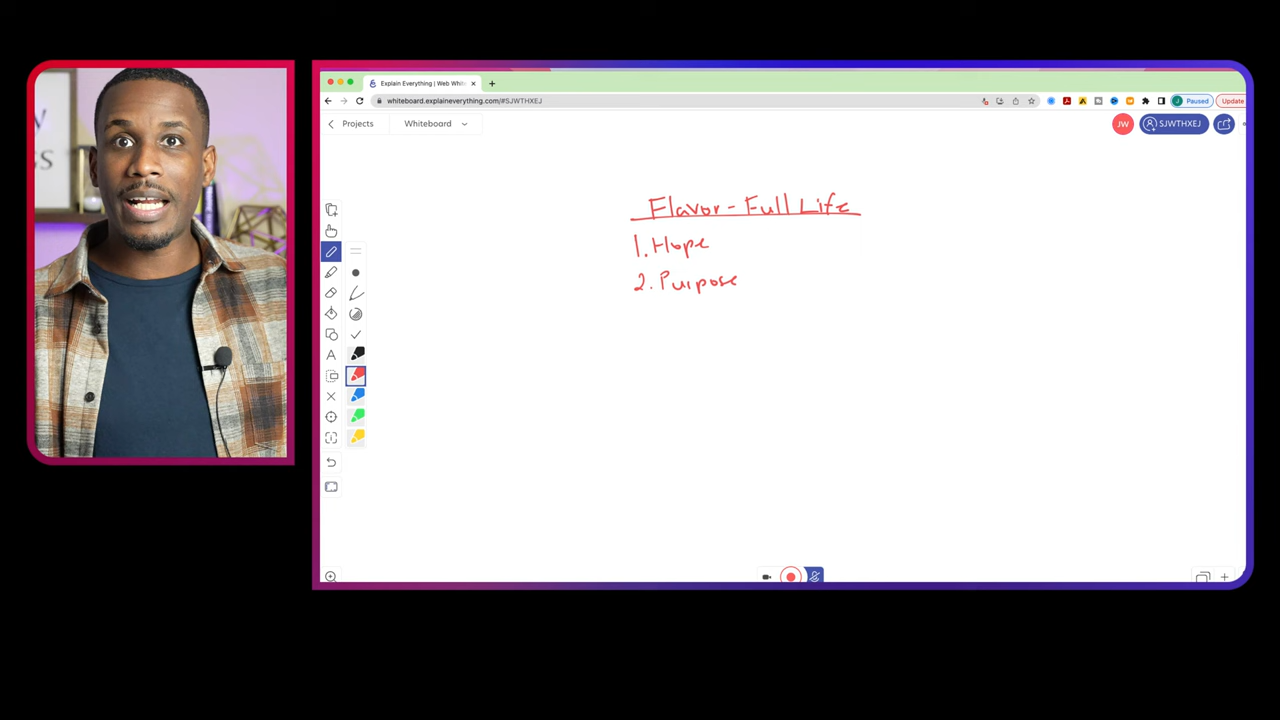 Explain Everything | Web White
whiteboard.explaineverything.com/#SJWTHXEJ
J
Paused
Update
Projects
Whiteboard
JW
SJWTHXEJ
Flavor-Full Life
1. Hope
2. Purpose
A